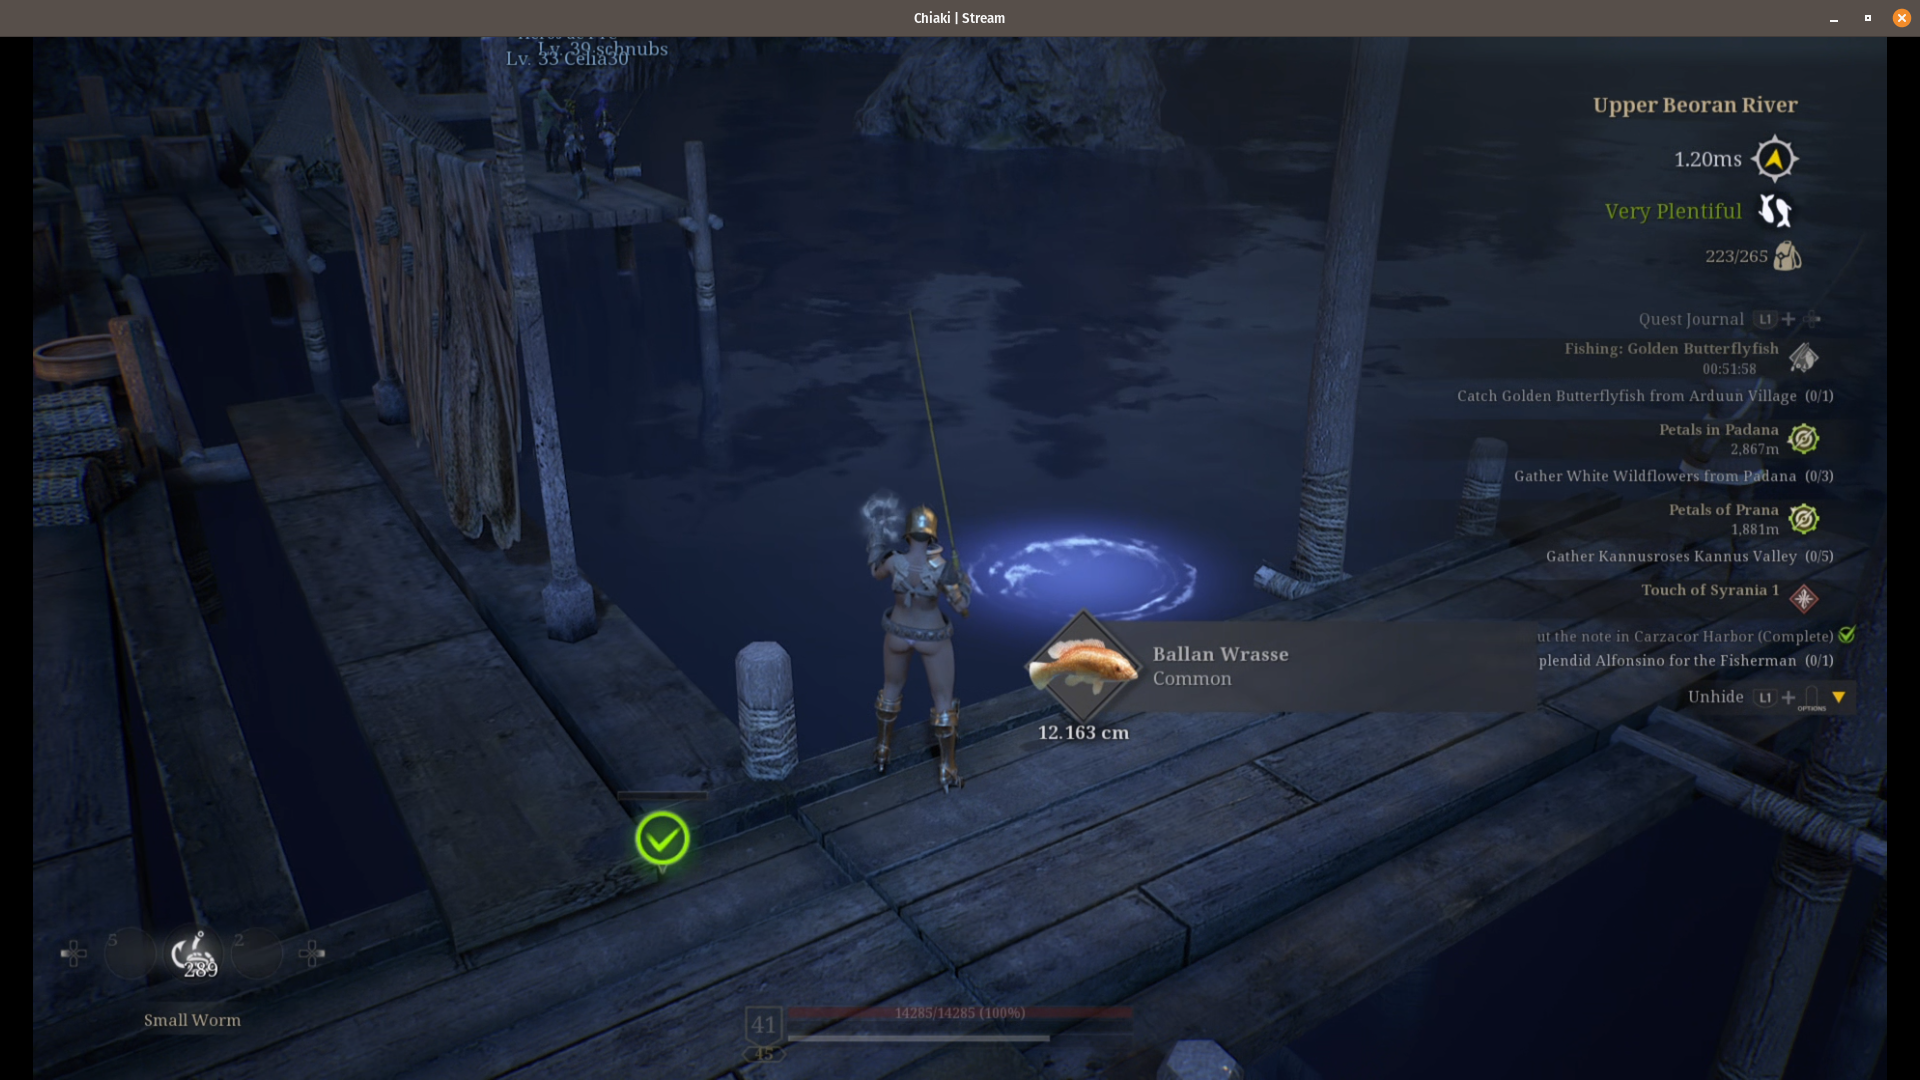 Chiaki | Stream
Lv. 39 schnubs
Lv. 33 Celia30
Upper Beoran River
1.20ms
Very Plentiful
223/265
Quest Journal L1 +
Fishing: Golden Butterflyfish
00:51:58
Catch Golden Butterflyfish from Arduun Village (0/1)
Petals in Padana
2,867m
Gather White Wildflowers from Padana (0/3)
Petals of Prana
1,881m
Gather Kannusroses Kannus Valley (0/5)
Touch of Syrania 1
ut the note in Carzacor Harbor (Complete)
plendid Alfonsino for the Fisherman (0/1)
Unhide L1 +
OPTIONS
Ballan Wrasse
Common
12.163 cm
5
2
289
Small Worm
14285/14285 (100%)
41
45